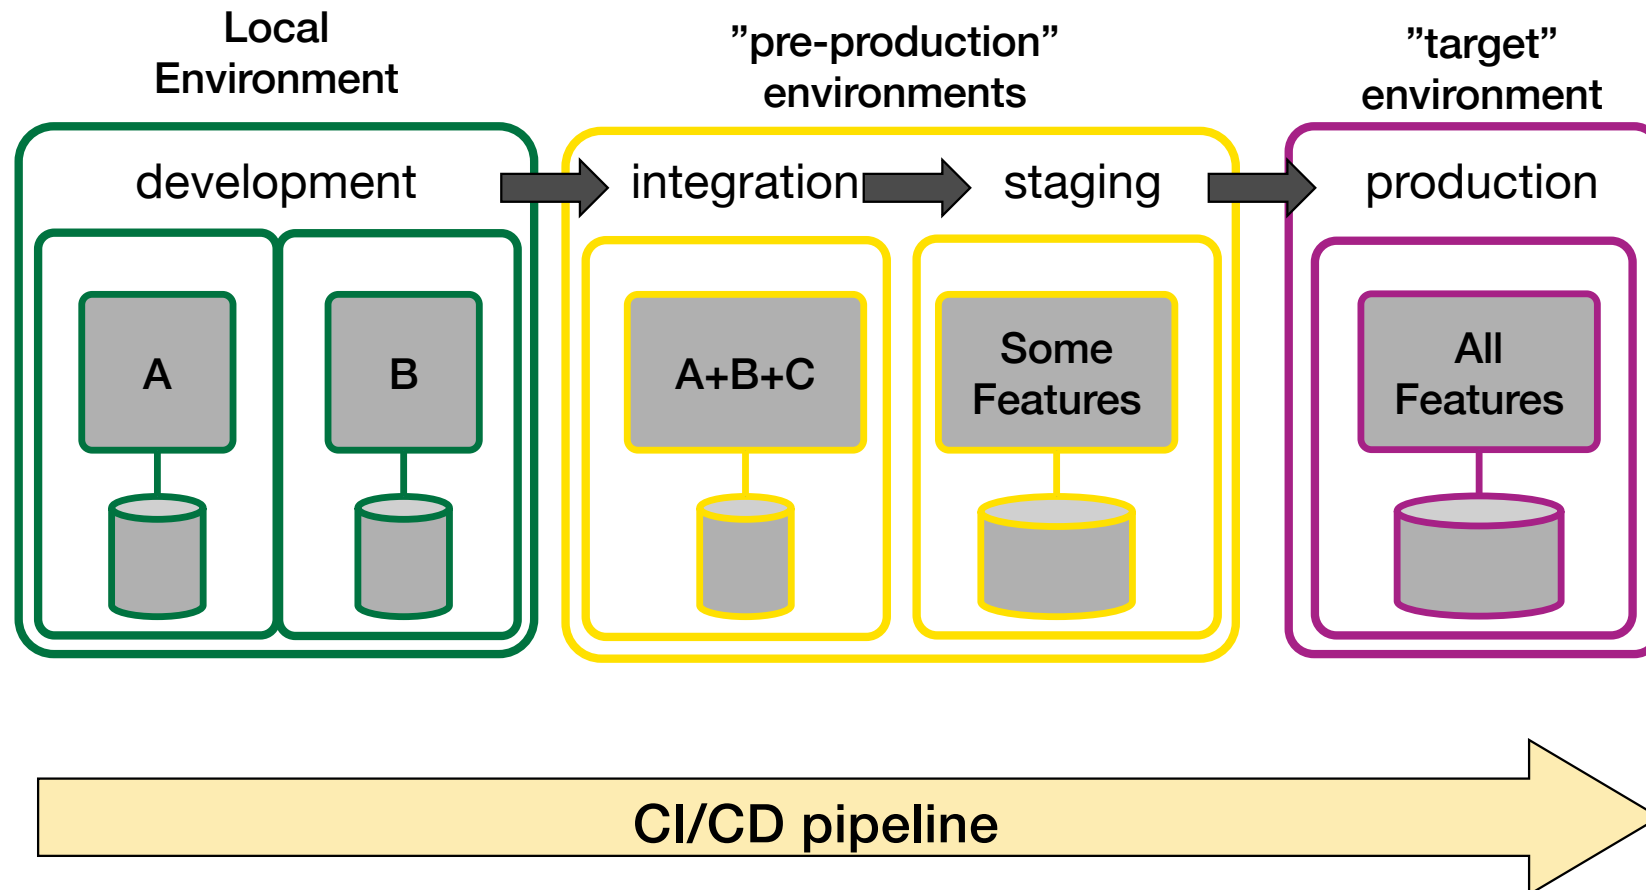 Local
Environment
”pre-production”
environments
”target”
environment
development
integration
staging
production
A
B
A+B+C
Some
Features
All
Features
CI/CD pipeline